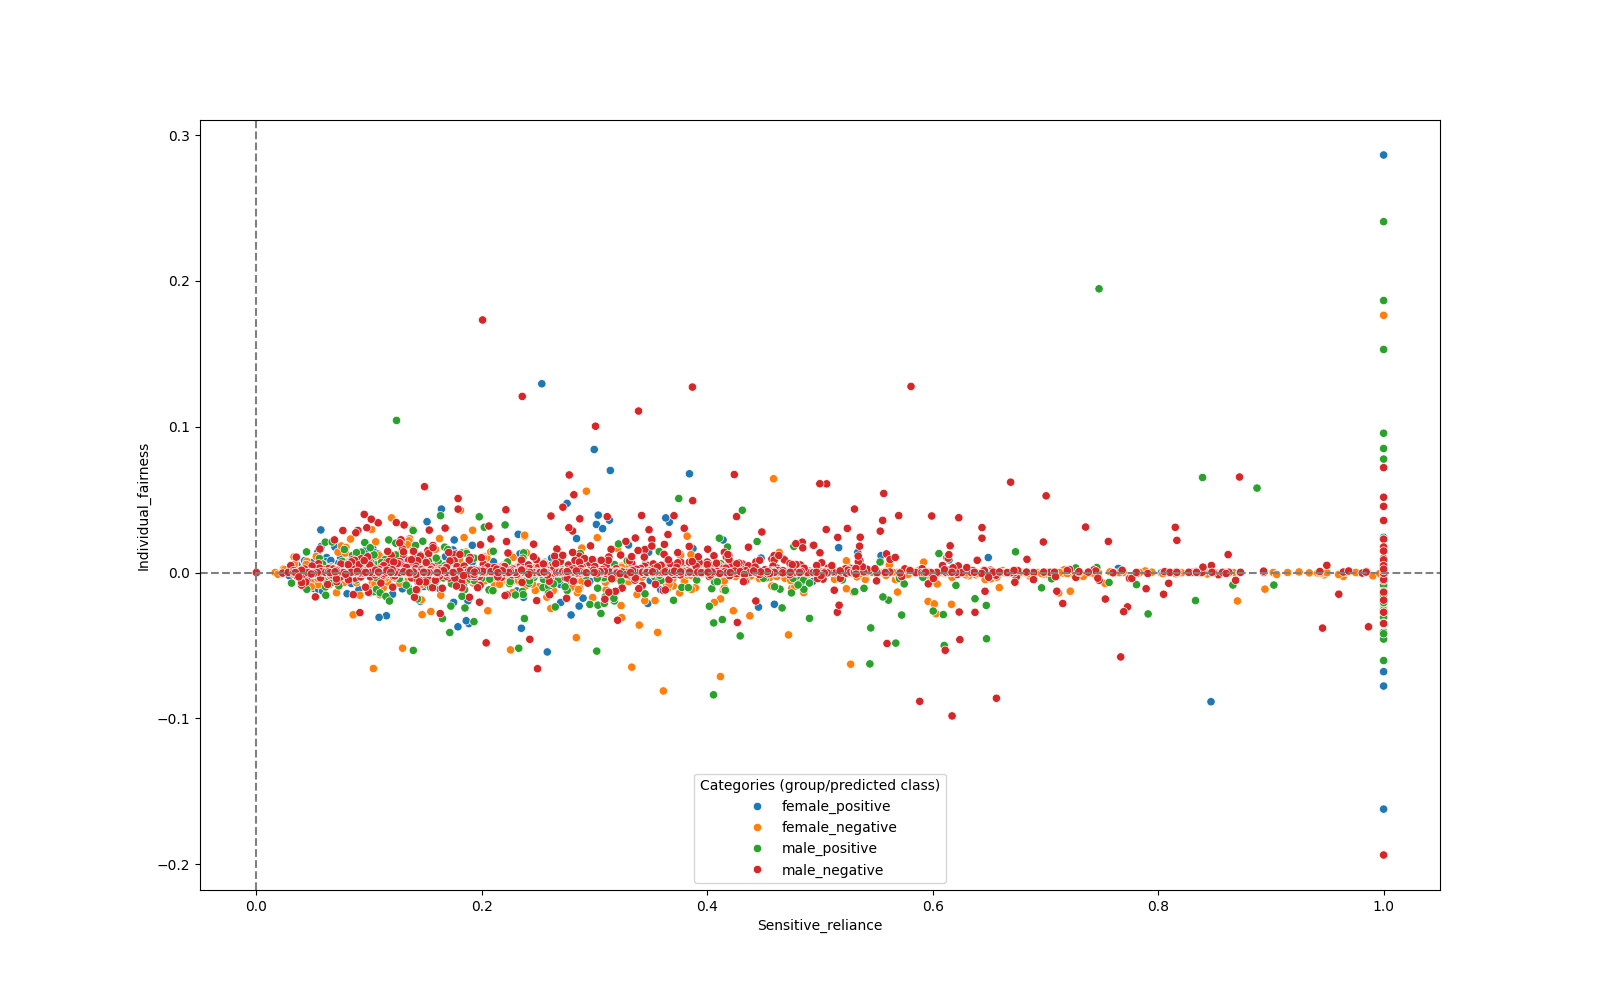 0.3
0.2
0.1
0.0
−0.1
−0.2
Individual_fairness
0.0 0.2 0.4 0.6 0.8 1.0
Sensitive_reliance
Categories (group/predicted class)
female_positive
female_negative
male_positive
male_negative